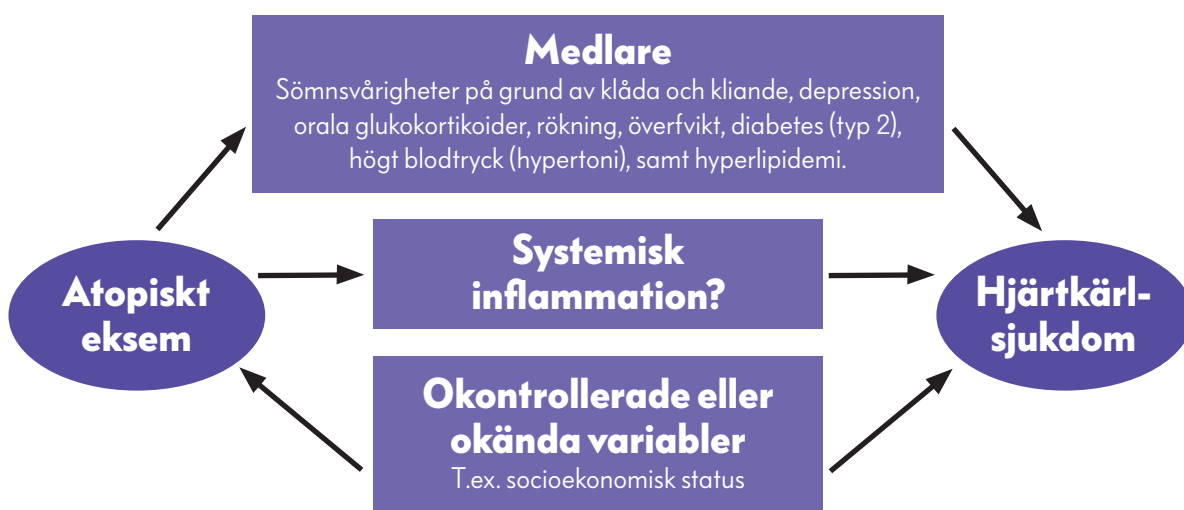 Medlare
Sömnsvårigheter på grund av klåda och kliande, depression,
orala glukokortikoider, rökning, överfvikt, diabetes (typ 2),
högt blodtryck (hypertoni), samt hyperlipidemi.
Atopiskt
eksem
Systemisk
inflammation?
Hjärtkärl-
sjukdom
Okontrollerade eller
okända variabler
T.ex. socioekonomisk status